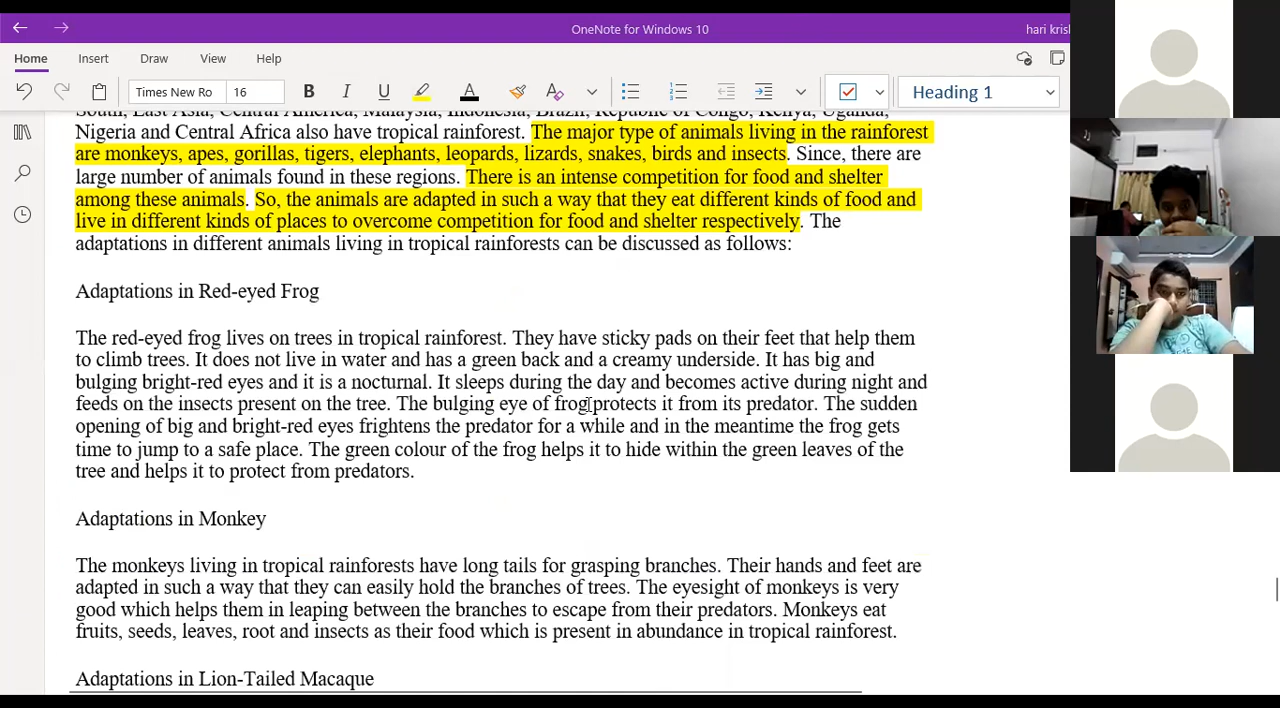 OneNote for Windows 10
hari krish
Home Insert Draw View Help
Times New Ro 16 B I U A A Heading 1
South, East Asia, Central America, Malaysia, Indonesia, Brazil, Republic of Congo, Kenya, Uganda,
Nigeria and Central Africa also have tropical rainforest. The major type of animals living in the rainforest
are monkeys, apes, gorillas, tigers, elephants, leopards, lizards, snakes, birds and insects. Since, there are
large number of animals found in these regions. There is an intense competition for food and shelter
among these animals. So, the animals are adapted in such a way that they eat different kinds of food and
live in different kinds of places to overcome competition for food and shelter respectively. The
adaptations in different animals living in tropical rainforests can be discussed as follows:
Adaptations in Red-eyed Frog
The red-eyed frog lives on trees in tropical rainforest. They have sticky pads on their feet that help them
to climb trees. It does not live in water and has a green back and a creamy underside. It has big and
bulging bright-red eyes and it is a nocturnal. It sleeps during the day and becomes active during night and
feeds on the insects present on the tree. The bulging eye of frog protects it from its predator. The sudden
opening of big and bright-red eyes frightens the predator for a while and in the meantime the frog gets
time to jump to a safe place. The green colour of the frog helps it to hide within the green leaves of the
tree and helps it to protect from predators.
Adaptations in Monkey
The monkeys living in tropical rainforests have long tails for grasping branches. Their hands and feet are
adapted in such a way that they can easily hold the branches of trees. The eyesight of monkeys is very
good which helps them in leaping between the branches to escape from their predators. Monkeys eat
fruits, seeds, leaves, root and insects as their food which is present in abundance in tropical rainforest.
Adaptations in Lion-Tailed Macaque